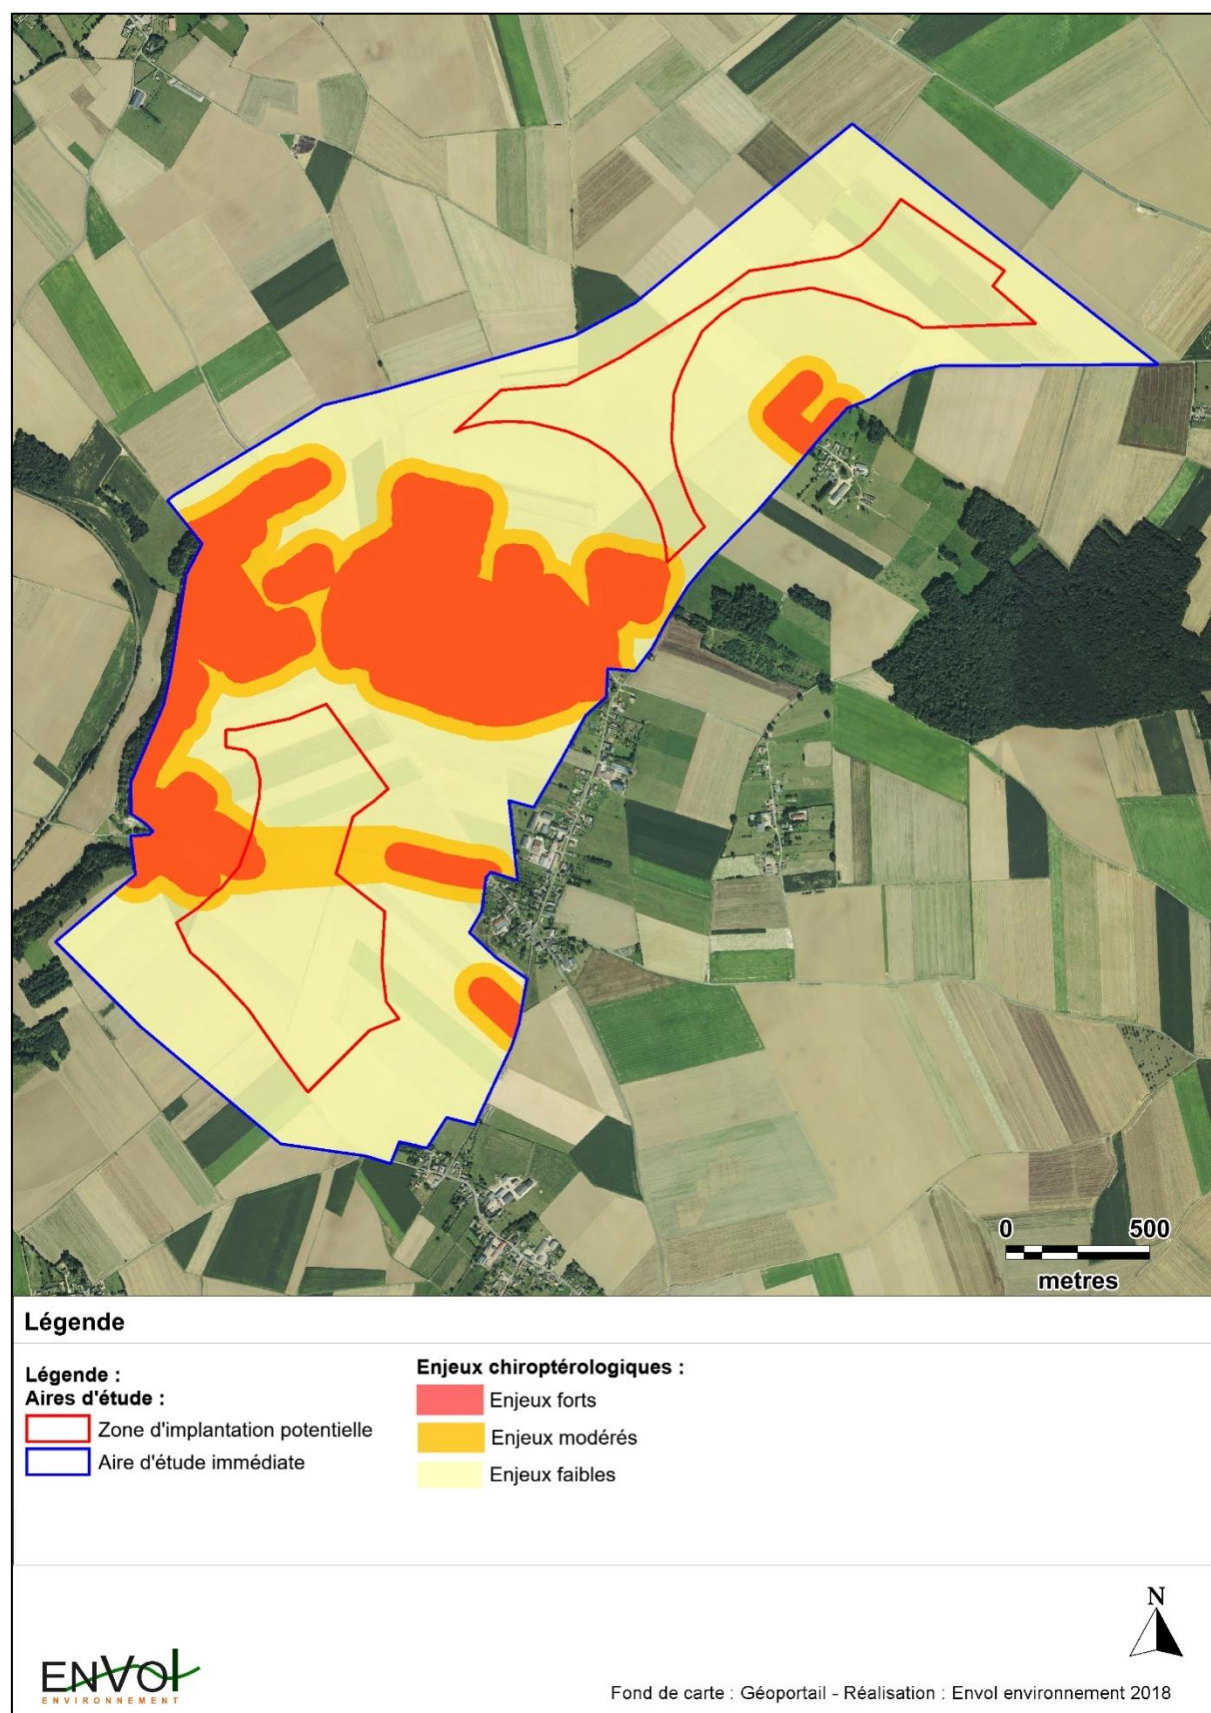 0 500
metres
Légende
Légende :
Aires d'étude :
Zone d'implantation potentielle
Aire d'étude immédiate
Enjeux chiroptérologiques :
Enjeux forts
Enjeux modérés
Enjeux faibles
N
ENVOl
ENVIRONNEMENT
Fond de carte : Géoportail - Réalisation : Envol environnement 2018